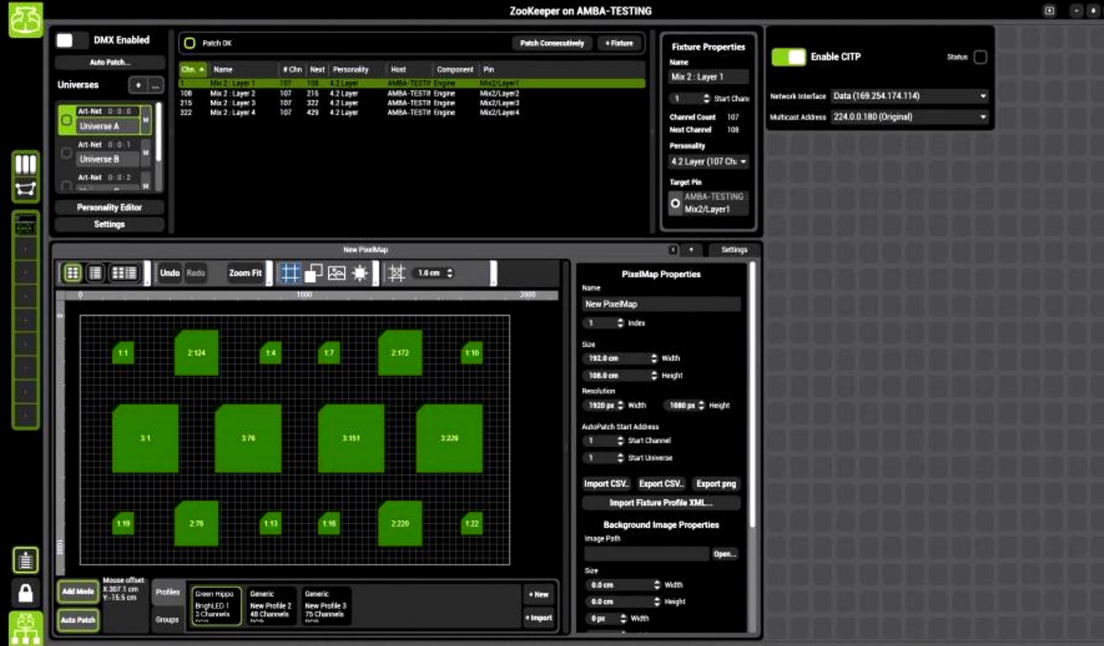 ZooKeeper on AMBA-TESTING
DMX Enabled
Auto Patch...
Universes
+
...
Art-Net 0:0:0
Universe A
M
Art-Net 0:0:1
Universe B
M
Art-Net 0:0:2
M
Personality Editor
Settings
Patch OK
Patch Consecutively
+ Fixture
Chn. Name # Chn Next Personality Host Component Pin
1 Mix 2 : Layer 1 107 108 4.2 Layer AMBA-TESTIN Engine Mix2/Layer1
108 Mix 2 : Layer 2 107 215 4.2 Layer AMBA-TESTIN Engine Mix2/Layer2
215 Mix 2 : Layer 3 107 322 4.2 Layer AMBA-TESTIN Engine Mix2/Layer3
322 Mix 2 : Layer 4 107 429 4.2 Layer AMBA-TESTIN Engine Mix2/Layer4
Fixture Properties
Name
Mix 2 : Layer 1
1 Start Chan
Channel Count 107
Next Channel 108
Personality
4.2 Layer (107 Ch
Target Pin
AMBA-TESTING
Mix2/Layer1
Enable CITP
Status
Network Interface Data (169.254.174.114)
Multicast Address 224.0.0.180 (Original)
New PixelMap
x
+
Settings
Undo
Redo
Zoom Fit
1.0 cm
0 1000 2000
0
1000
1:1 2:124 1:4 1:7 2:172 1:10
3:1 3:76 3:151 3:226
1:19 2:76 1:13 1:16 2:220 1:22
PixelMap Properties
Name
New PixelMap
1 Index
Size
192.0 cm Width
108.0 cm Height
Resolution
1920 px Width 1080 px Height
AutoPatch Start Address
1 Start Channel
1 Start Universe
Import CSV.. Export CSV.. Export png
Import Fixture Profile XML...
Background Image Properties
Image Path
Open...
Size
0.0 cm Width
0.0 cm Height
0 px Width
Add Mode
Auto Patch
Mouse offset:
X:307.1 cm
Y:-15.5 cm
Profiles
Groups
Green Hippo
BrighLED 1
3 Channels
Generic
New Profile 2
48 Channels
Generic
New Profile 3
75 Channels
+ New
+ Import